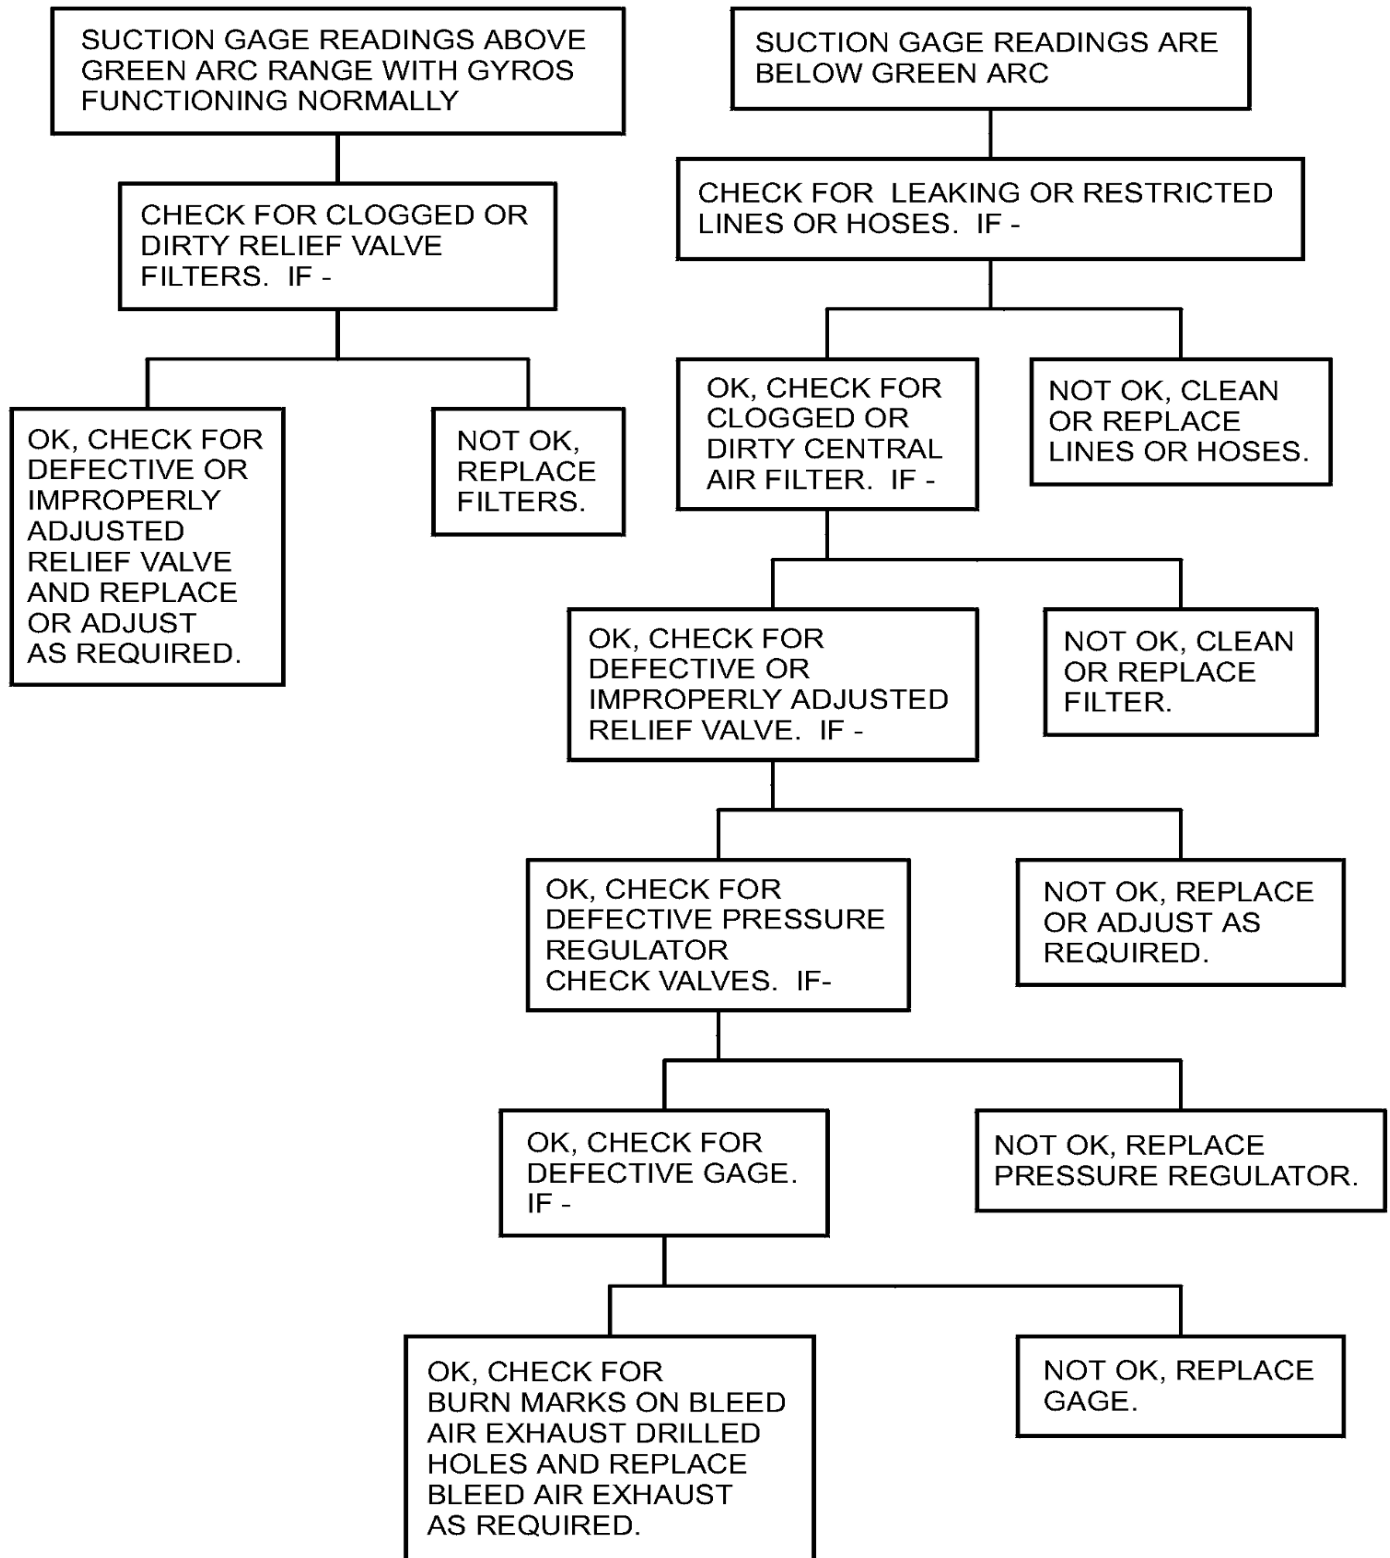 SUCTION GAGE READINGS ABOVE
GREEN ARC RANGE WITH GYROS
FUNCTIONING NORMALLY
CHECK FOR CLOGGED OR
DIRTY RELIEF VALVE
FILTERS. IF -
OK, CHECK FOR
DEFECTIVE OR
IMPROPERLY
ADJUSTED
RELIEF VALVE
AND REPLACE
OR ADJUST
AS REQUIRED.
NOT OK,
REPLACE
FILTERS.
SUCTION GAGE READINGS ARE
BELOW GREEN ARC
CHECK FOR LEAKING OR RESTRICTED
LINES OR HOSES. IF -
OK, CHECK FOR
CLOGGED OR
DIRTY CENTRAL
AIR FILTER. IF -
NOT OK, CLEAN
OR REPLACE
LINES OR HOSES.
OK, CHECK FOR
DEFECTIVE OR
IMPROPERLY ADJUSTED
RELIEF VALVE. IF -
NOT OK, CLEAN
OR REPLACE
FILTER.
OK, CHECK FOR
DEFECTIVE PRESSURE
REGULATOR
CHECK VALVES. IF-
NOT OK, REPLACE
OR ADJUST AS
REQUIRED.
OK, CHECK FOR
DEFECTIVE GAGE.
IF -
NOT OK, REPLACE
PRESSURE REGULATOR.
OK, CHECK FOR
BURN MARKS ON BLEED
AIR EXHAUST DRILLED
HOLES AND REPLACE
BLEED AIR EXHAUST
AS REQUIRED.
NOT OK, REPLACE
GAGE.